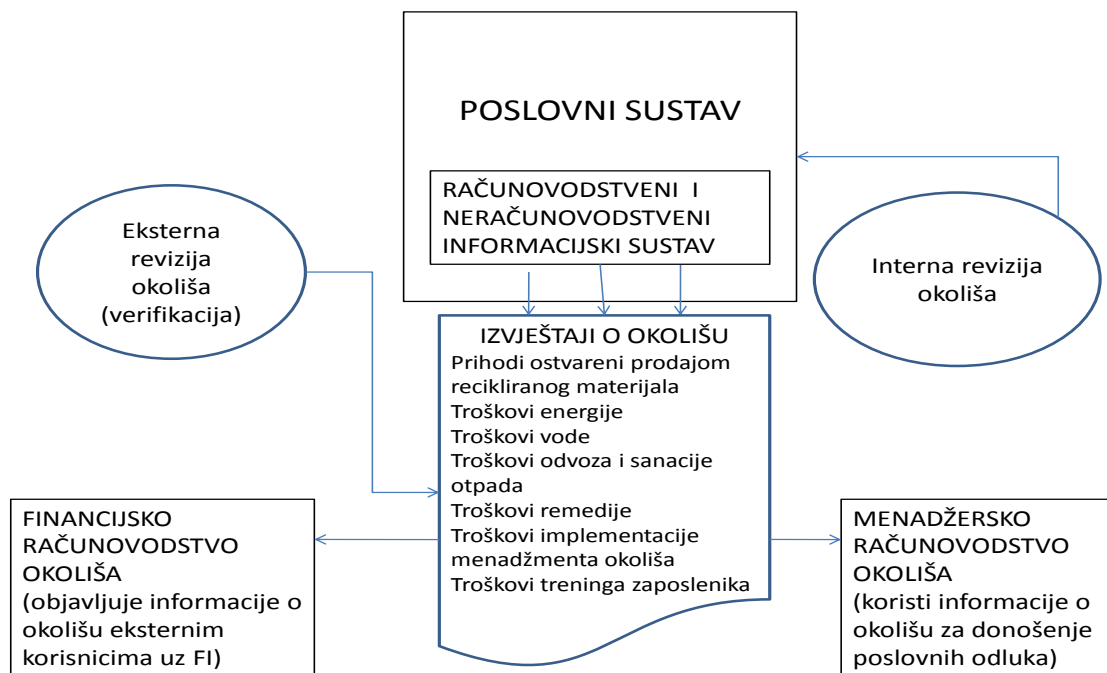 POSLOVNI SUSTAV
RAČUNOVODSTVENI I
NERAČUNOVODSTVENI
INFORMACIJSKI SUSTAV
Eksterna
revizija
okoliša
(verifikacija)
Interna revizija
okoliša
IZVJEŠTAJI O OKOLIŠU
Prihodi ostvareni prodajom
recikliranog materijala
Troškovi energije
Troškovi vode
Troškovi odvoza i sanacije
otpada
Troškovi remedije
Troškovi implementacije
menadžmenta okoliša
Troškovi treninga zaposlenika
FINANCIJSKO
RAČUNOVODSTVO
OKOLIŠA
(objavljuje informacije o
okolišu eksternim
korisnicima uz FI)
MENADŽERSKO
RAČUNOVODSTVO
OKOLIŠA
(koristi informacije o
okolišu za donošenje
poslovnih odluka)